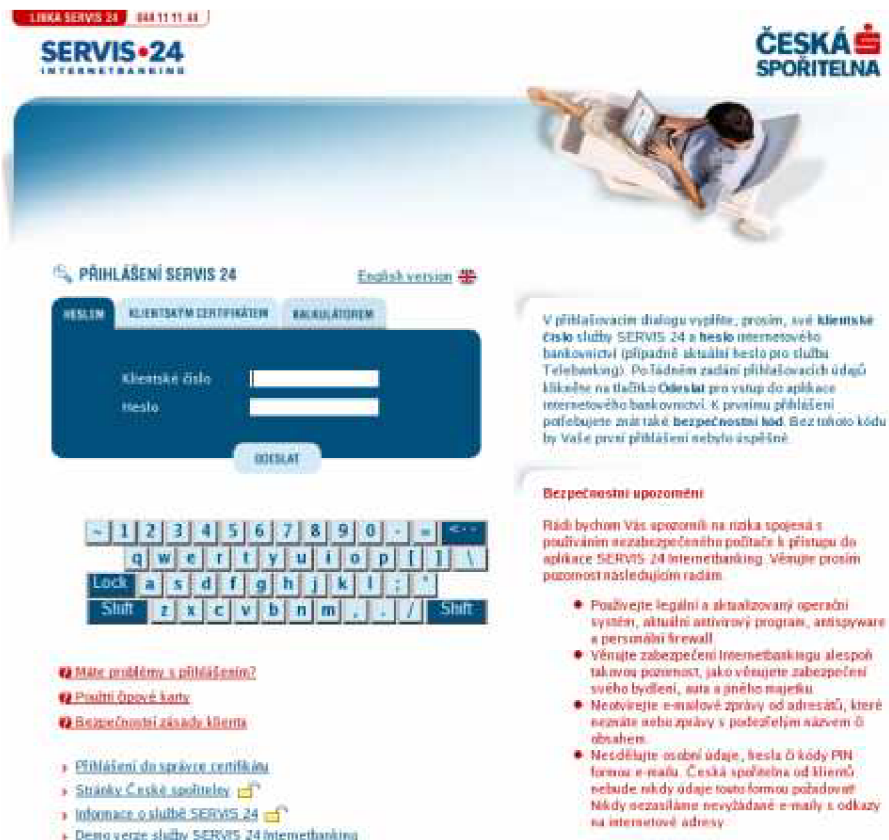 LINKA SERVIS 24 844 11 11 44
SERVIS•24
INTERNETBANKING
ČESKÁ
SPOŘITELNA
PŘIHLÁŠENÍ SERVIS 24
English version
HESLEM
KLIENTSKÝM CERTIFIKÁTEM
KALKULÁTOREM
Klientské číslo
Heslo
ODESLAT
~ 1 2 3 4 5 6 7 8 9 0 - = <--
q w e r t y u i o p [ ] \
Lock a s d f g h j k l ; '
Shift z x c v b n m , . / Shift
Máte problémy s přihlášením?
Použití čipové karty
Bezpečnostní zásady klienta
Přihlášení do správce certifikátu
Stránky České spořitelny
Informace o službě SERVIS 24
Demo verze služby SERVIS 24 Internetbanking
V přihlašovacím dialogu vyplňte, prosím, své klientské
číslo služby SERVIS 24 a heslo internetového
bankovnictví (případně aktuální heslo pro službu
Telebanking). Po řádném zadání přihlašovacích údajů
klikněte na tlačítko Odeslat pro vstup do aplikace
internetového bankovnictví. K prvnímu přihlášení
potřebujete znát také bezpečnostní kód. Bez tohoto kódu
by Vaše první přihlášení nebylo úspěšné.
Bezpečnostní upozornění
Rádi bychom Vás upozornili na rizika spojená s
používáním nezabezpečeného počítače k přístupu do
aplikace SERVIS 24 Internetbanking. Věnujte prosím
pozornost následujícím radám.
Používejte legální a aktualizovaný operační
systém, aktuální antivirový program, antispyware
a personální firewall.
Věnujte zabezpečení Internetbankingu alespoň
takovou pozornost, jako věnujete zabezpečení
svého bydlení, auta a jiného majetku.
Neotvírejte e-mailové zprávy od adresátů, které
neznáte nebo zprávy s podezřelým názvem či
obsahem.
Nesdělujte osobní údaje, hesla či kódy PIN
formou e-mailu. Česká spořitelna od klientů
nebude nikdy údaje touto formou požadovat!
Nikdy nezasíláme nevyžádané e-maily s odkazy
na internetové adresy.